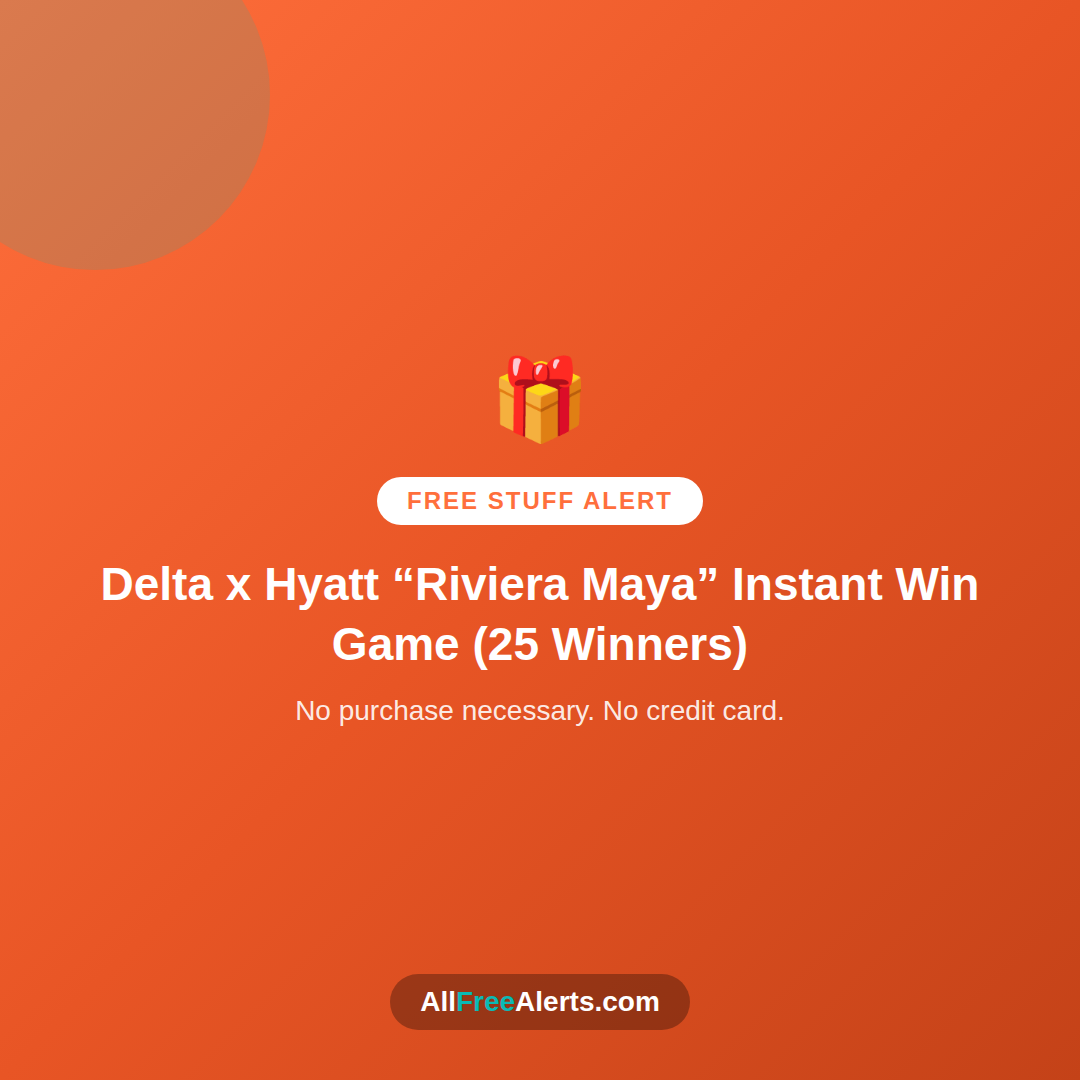 FREE STUFF ALERT
Delta x Hyatt “Riviera Maya” Instant Win
Game (25 Winners)
No purchase necessary. No credit card.
AllFreeAlerts.com